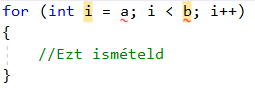 for (int i = a; i < b; i++)
{
//Ezt ismételd
}